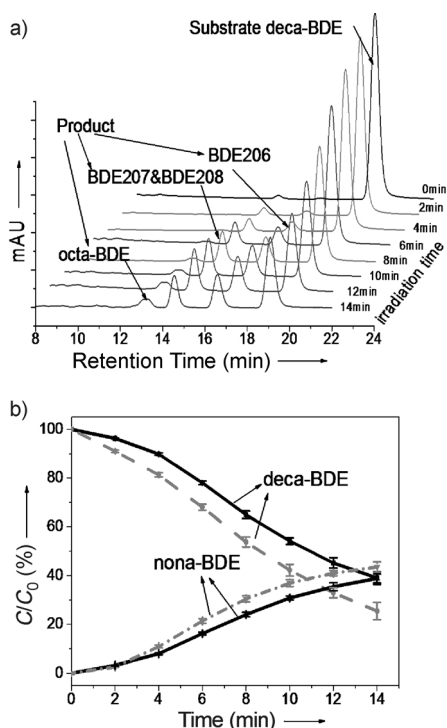 a)
Substrate deca-BDE
Product
BDE206
BDE207&BDE208
octa-BDE
mAU
0min
2min
4min
6min
8min
10min
12min
14min
irradiation time
8 10 12 14 16 18 20 22 24
Retention Time (min)
b)
100
80
60
40
20
0
deca-BDE
nona-BDE
C/C0 (%)
0 2 4 6 8 10 12 14
Time (min)